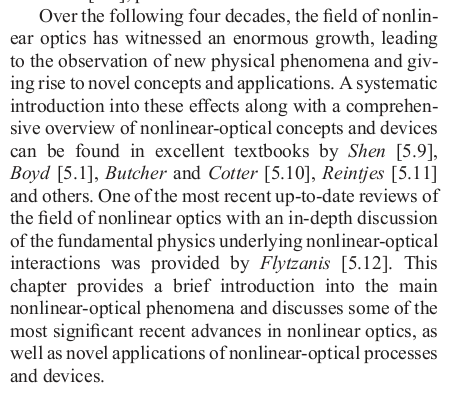 Over the following four decades, the field of nonlin-
ear optics has witnessed an enormous growth, leading
to the observation of new physical phenomena and giv-
ing rise to novel concepts and applications. A systematic
introduction into these effects along with a comprehen-
sive overview of nonlinear-optical concepts and devices
can be found in excellent textbooks by Shen [5.9],
Boyd [5.1], Butcher and Cotter [5.10], Reintjes [5.11]
and others. One of the most recent up-to-date reviews of
the field of nonlinear optics with an in-depth discussion
of the fundamental physics underlying nonlinear-optical
interactions was provided by Flytzanis [5.12]. This
chapter provides a brief introduction into the main
nonlinear-optical phenomena and discusses some of the
most significant recent advances in nonlinear optics, as
well as novel applications of nonlinear-optical processes
and devices.